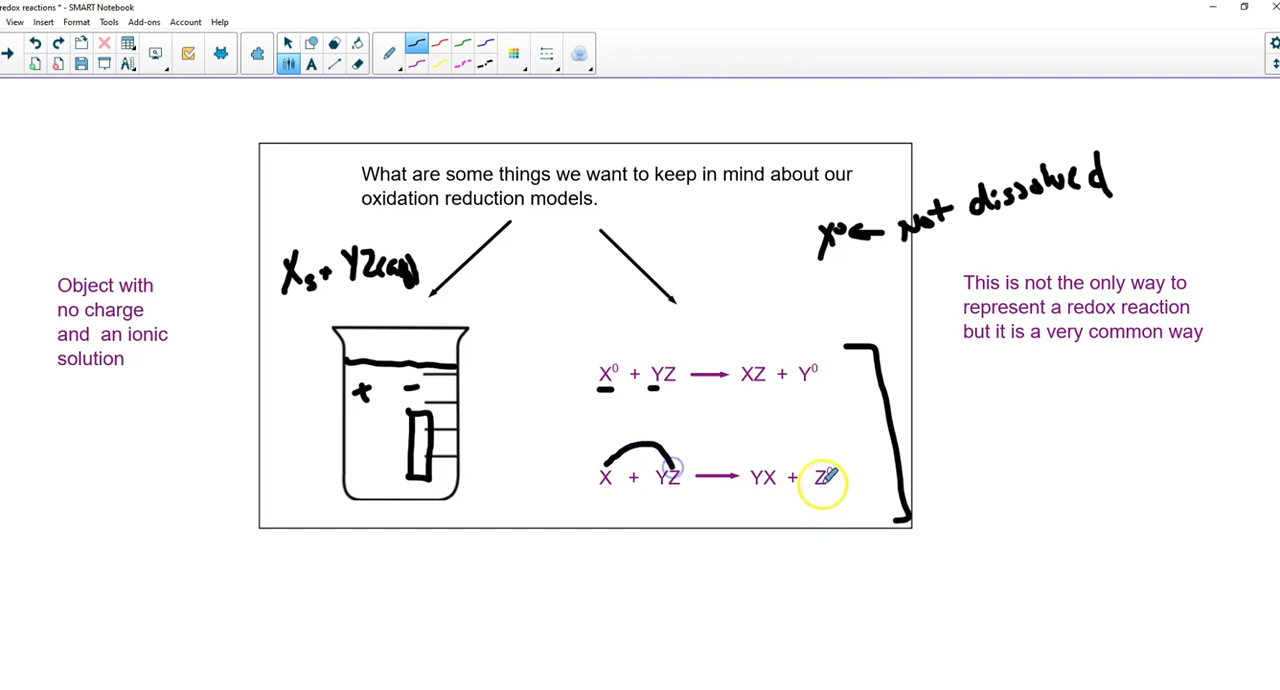 redox reactions * - SMART Notebook
View Insert Format Tools Add-ons Account Help
What are some things we want to keep in mind about our
oxidation reduction models.
X⁰ ← Not dissolved
Xs + YZ(aq)
Object with
no charge
and an ionic
solution
This is not the only way to
represent a redox reaction
but it is a very common way
+ -
X⁰ + YZ → XZ + Y⁰
X + YZ → YX + Z⁰